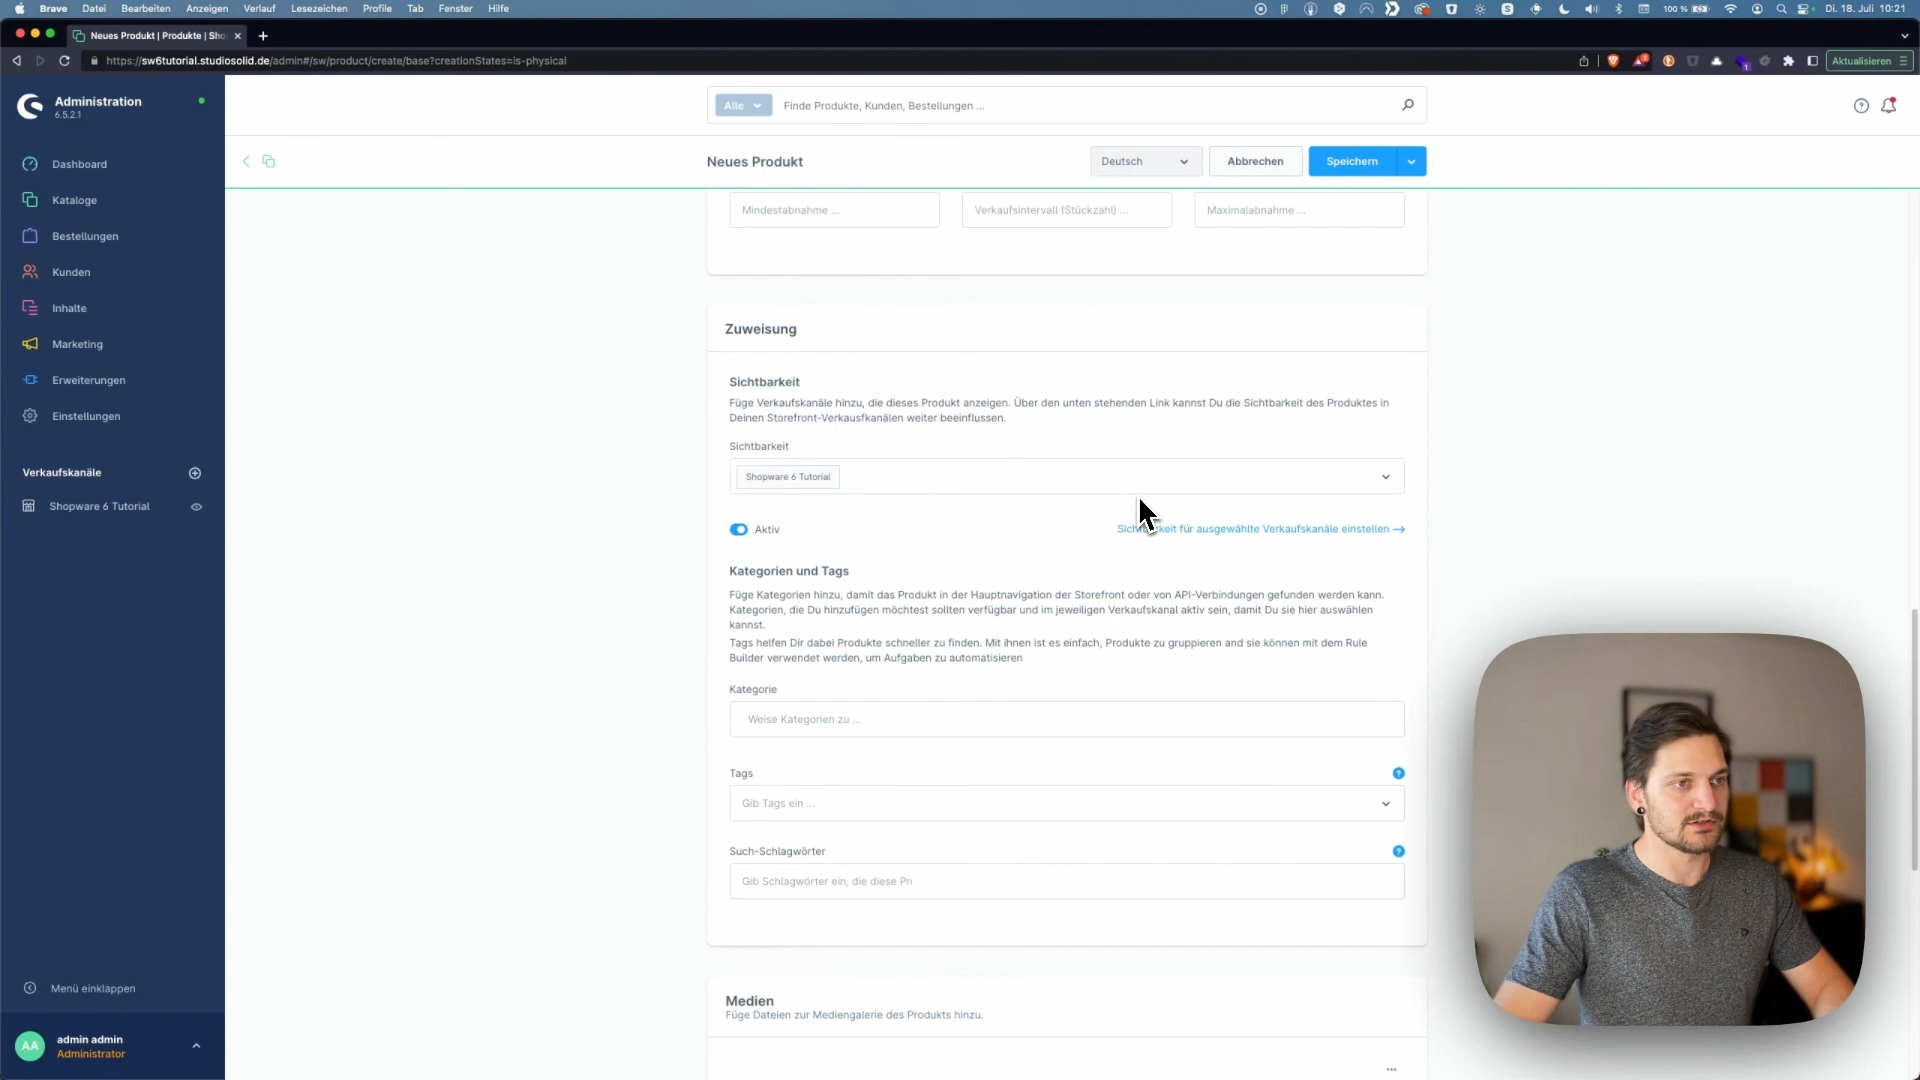 Brave Datei Bearbeiten Anzeigen Verlauf Lesezeichen Profile Tab Fenster Hilfe
100 % Di. 18. Juli 10:21
Neues Produkt | Produkte | Sho
https://sw6tutorial.studiosolid.de/admin#/sw/product/create/base?creationStates=is-physical
Aktualisieren
Administration
6.5.2.1
Alle
Finde Produkte, Kunden, Bestellungen ...
Neues Produkt
Deutsch
Abbrechen
Speichern
Dashboard
Kataloge
Bestellungen
Kunden
Inhalte
Marketing
Erweiterungen
Einstellungen
Verkaufskanäle
Shopware 6 Tutorial
Menü einklappen
AA
admin admin
Administrator
Mindestabnahme ...
Verkaufsintervall (Stückzahl) ...
Maximalabnahme ...
Zuweisung
Sichtbarkeit
Füge Verkaufskanäle hinzu, die dieses Produkt anzeigen. Über den unten stehenden Link kannst Du die Sichtbarkeit des Produktes in
Deinen Storefront-Verkausfkanälen weiter beeinflussen.
Sichtbarkeit
Shopware 6 Tutorial
Aktiv
für ausgewählte Verkaufskanäle einstellen →
Kategorien und Tags
Füge Kategorien hinzu, damit das Produkt in der Hauptnavigation der Storefront oder von API-Verbindungen gefunden werden kann.
Kategorien, die Du hinzufügen möchtest sollten verfügbar und im jeweiligen Verkaufskanal aktiv sein, damit Du sie hier auswählen
kannst.
Tags helfen Dir dabei Produkte schneller zu finden. Mit ihnen ist es einfach, Produkte zu gruppieren and sie können mit dem Rule
Builder verwendet werden, um Aufgaben zu automatisieren
Kategorie
Weise Kategorien zu ...
Tags
Gib Tags ein ...
Such-Schlagwörter
Gib Schlagwörter ein, die diese Pr
Medien
Füge Dateien zur Mediengalerie des Produkts hinzu.